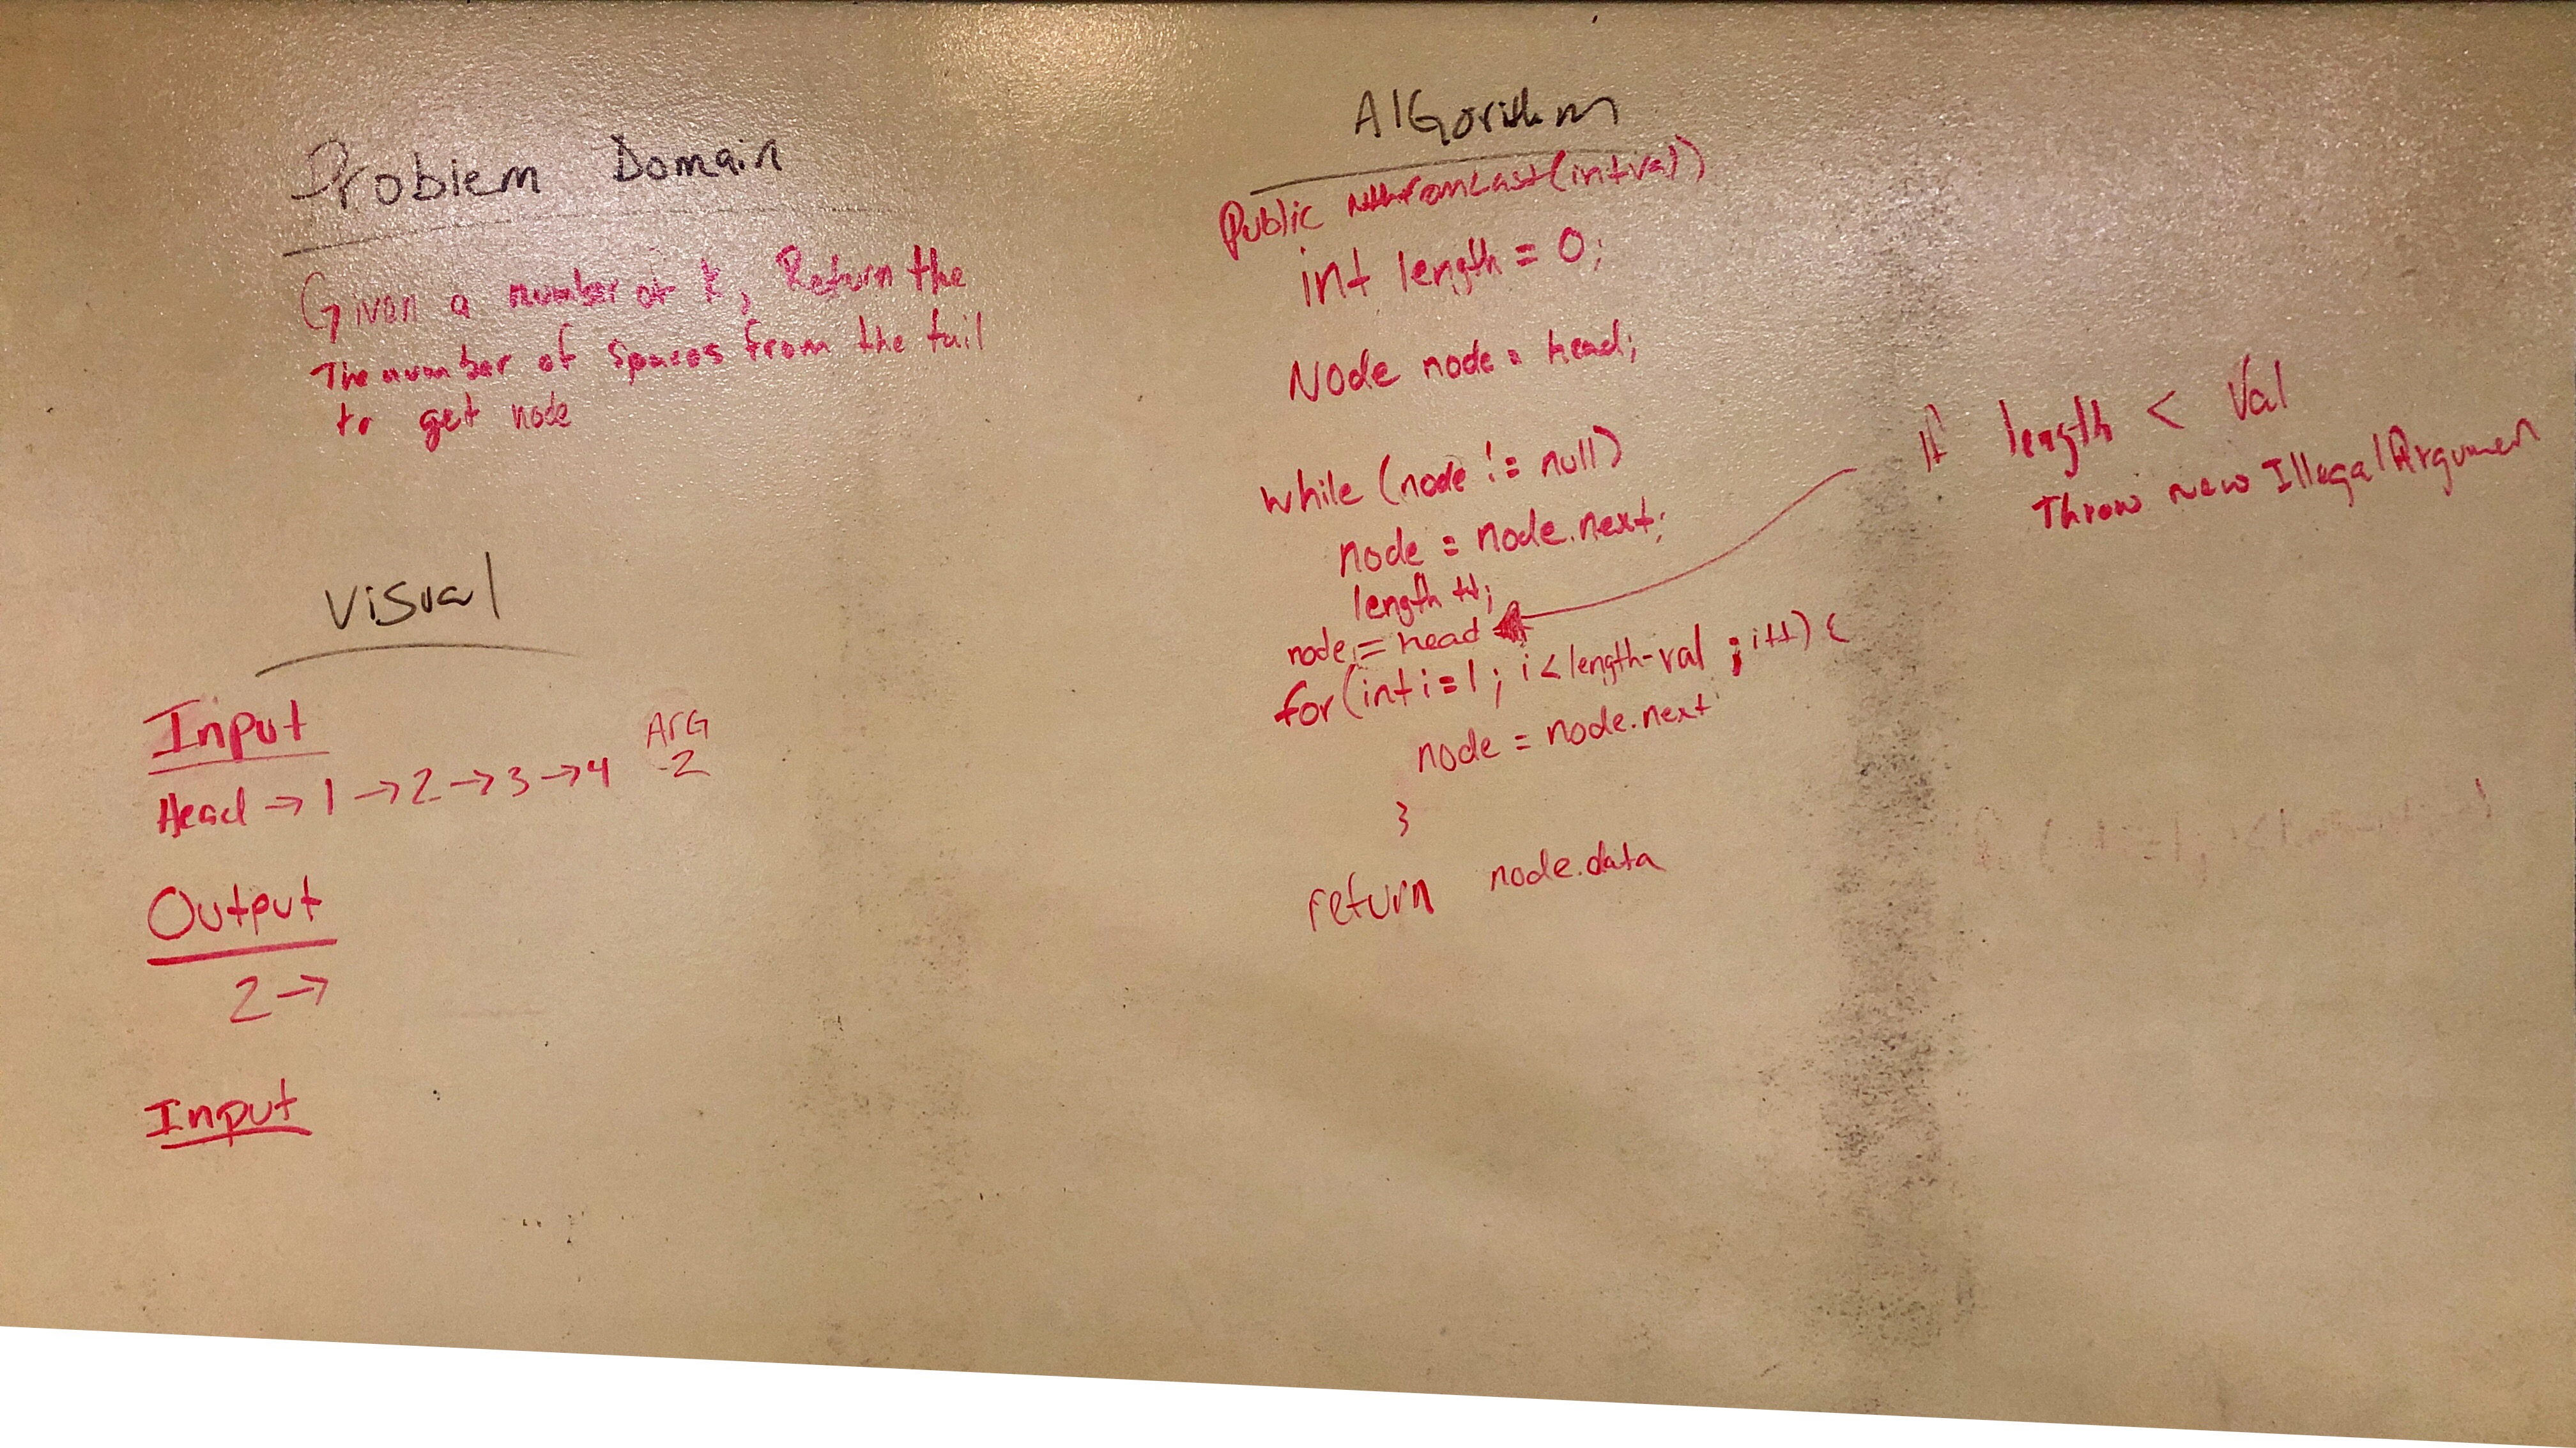 Problem Domain
Given a number of k, Return the
The number of spaces from the tail
to get node
Visual
Input
ArG
2
Head → 1 → 2 → 3 → 4
Output
2 →
Input
AlGorithm
Public NthFromLast(int val)
int length = 0;
Node node = head;
while (node != null)
node = node.next;
length ++;
node = head
for (int i = 1 ; i < length - val ; i++) {
node = node.next
}
return node.data
If length < Val
Throw new IllegalArgumen